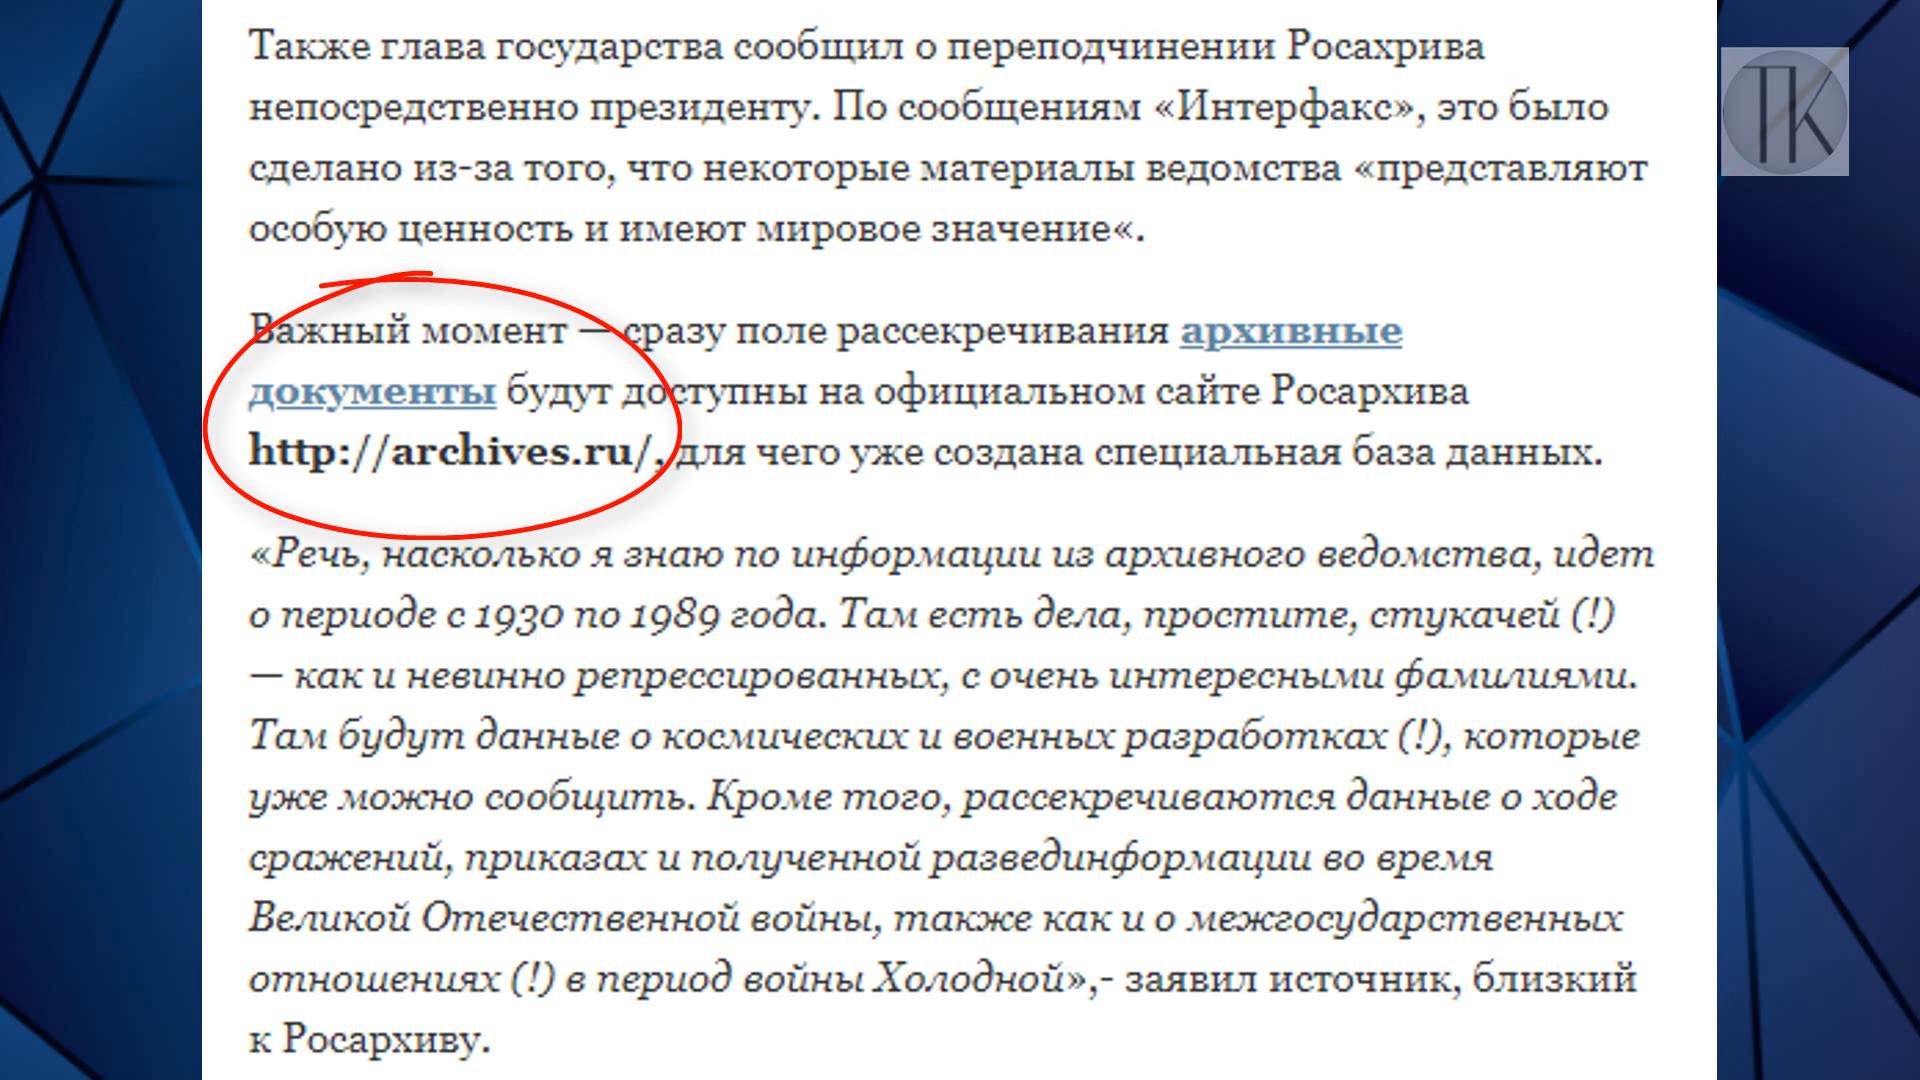 Также глава государства сообщил о переподчинении Росахрива
непосредственно президенту. По сообщениям «Интерфакс», это было
сделано из-за того, что некоторые материалы ведомства «представляют
особую ценность и имеют мировое значение«.
Важный момент — сразу поле рассекречивания архивные
документы будут доступны на официальном сайте Росархива
http://archives.ru/, для чего уже создана специальная база данных.
«Речь, насколько я знаю по информации из архивного ведомства, идет
о периоде с 1930 по 1989 года. Там есть дела, простите, стукачей (!)
— как и невинно репрессированных, с очень интересными фамилиями.
Там будут данные о космических и военных разработках (!), которые
уже можно сообщить. Кроме того, рассекречиваются данные о ходе
сражений, приказах и полученной развединформации во время
Великой Отечественной войны, также как и о межгосударственных
отношениях (!) в период войны Холодной»,- заявил источник, близкий
к Росархиву.
ПК